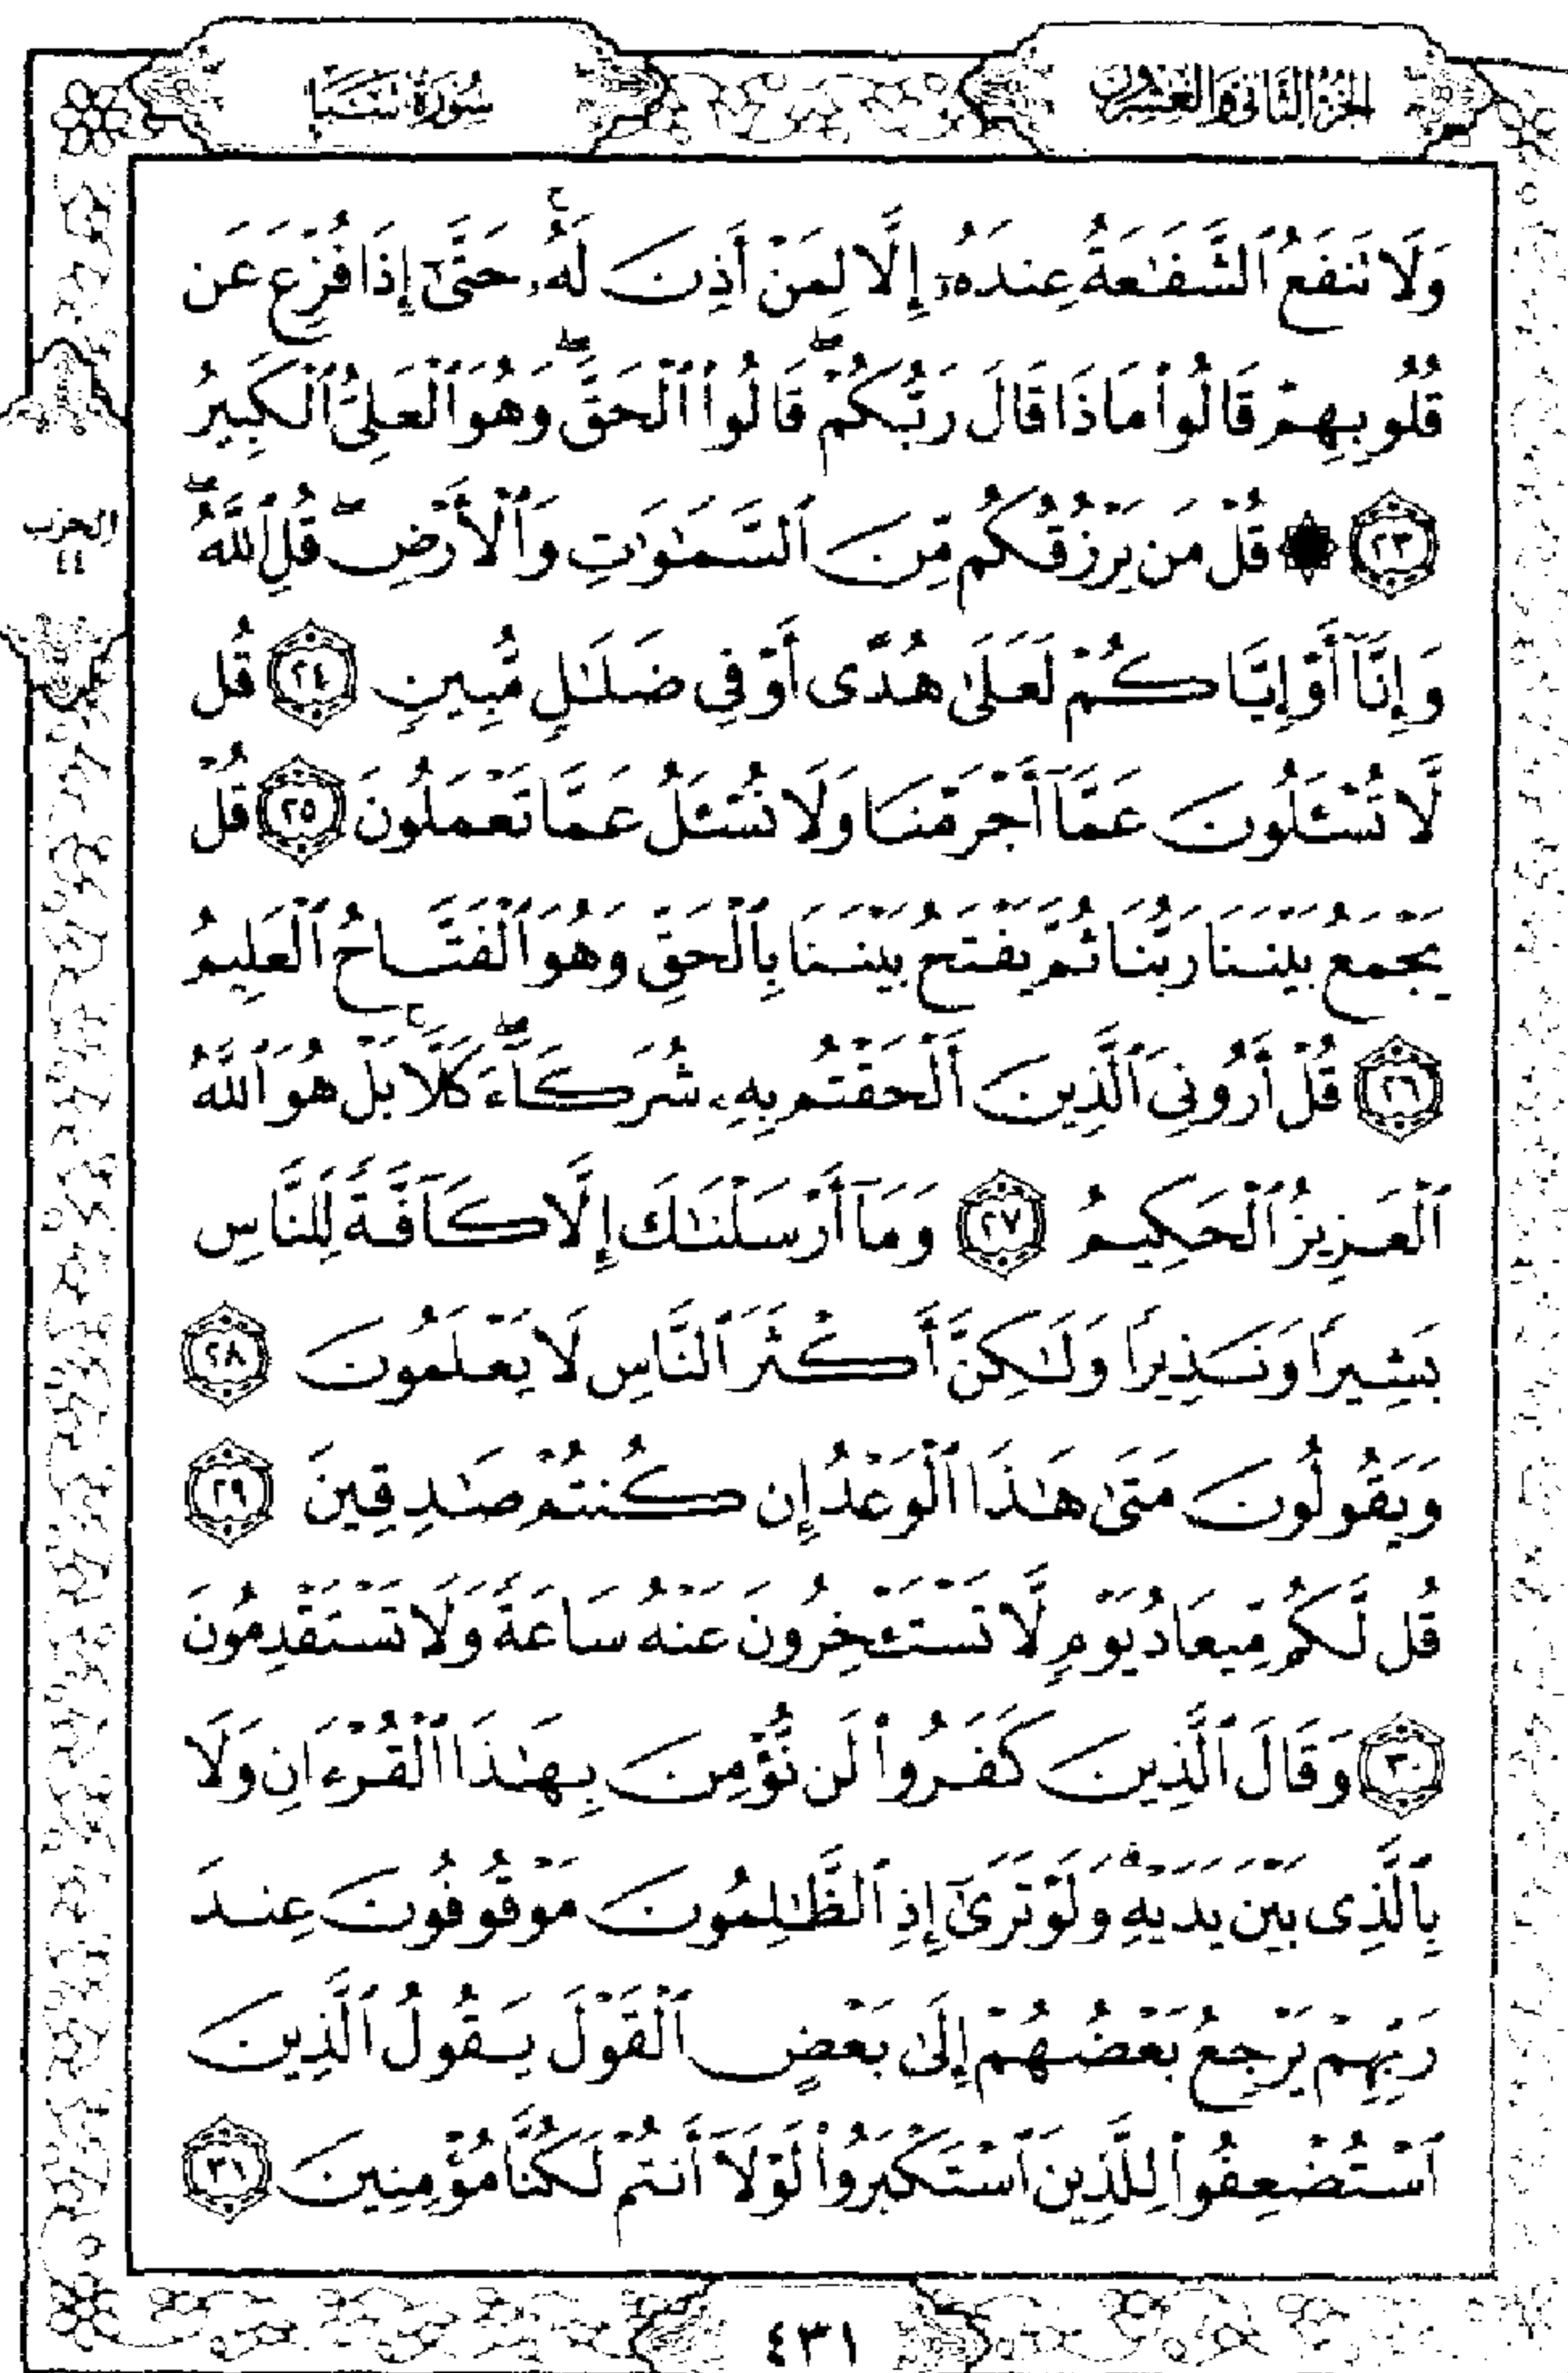 الجزء الثاني والعشرون
سورة سبأ
وَلَا تَنفَعُ ٱلشَّفَٰعَةُ عِندَهُۥٓ إِلَّا لِمَنْ أَذِنَ لَهُۥۚ حَتَّىٰٓ إِذَا فُزِّعَ عَن
قُلُوبِهِمْ قَالُوا۟ مَاذَا قَالَ رَبُّكُمْۖ قَالُوا۟ ٱلْحَقَّۖ وَهُوَ ٱلْعَلِىُّ ٱلْكَبِيرُ
٢٣ ۞ قُلْ مَن يَرْزُقُكُم مِّنَ ٱلسَّمَٰوَٰتِ وَٱلْأَرْضِۖ قُلِ ٱللَّهُۖ
وَإِنَّآ أَوْ إِيَّاكُمْ لَعَلَىٰ هُدًى أَوْ فِى ضَلَٰلٍ مُّبِينٍ ٢٤ قُل
لَّا تُسْـَٔلُونَ عَمَّآ أَجْرَمْنَا وَلَا نُسْـَٔلُ عَمَّا تَعْمَلُونَ ٢٥ قُلْ
يَجْمَعُ بَيْنَنَا رَبُّنَا ثُمَّ يَفْتَحُ بَيْنَنَا بِٱلْحَقِّ وَهُوَ ٱلْفَتَّاحُ ٱلْعَلِيمُ
٢٦ قُلْ أَرُونِىَ ٱلَّذِينَ أَلْحَقْتُم بِهِۦ شُرَكَآءَۖ كَلَّاۚ بَلْ هُوَ ٱللَّهُ
ٱلْعَزِيزُ ٱلْحَكِيمُ ٢٧ وَمَآ أَرْسَلْنَٰكَ إِلَّا كَآفَّةً لِّلنَّاسِ
بَشِيرًا وَنَذِيرًا وَلَٰكِنَّ أَكْثَرَ ٱلنَّاسِ لَا يَعْلَمُونَ ٢٨
وَيَقُولُونَ مَتَىٰ هَٰذَا ٱلْوَعْدُ إِن كُنتُمْ صَٰدِقِينَ ٢٩
قُل لَّكُم مِّيعَادُ يَوْمٍ لَّا تَسْتَـْٔخِرُونَ عَنْهُ سَاعَةً وَلَا تَسْتَقْدِمُونَ
٣٠ وَقَالَ ٱلَّذِينَ كَفَرُوا۟ لَن نُّؤْمِنَ بِهَٰذَا ٱلْقُرْءَانِ وَلَا
بِٱلَّذِى بَيْنَ يَدَيْهِۗ وَلَوْ تَرَىٰٓ إِذِ ٱلظَّٰلِمُونَ مَوْقُوفُونَ عِندَ
رَبِّهِمْ يَرْجِعُ بَعْضُهُمْ إِلَىٰ بَعْضٍ ٱلْقَوْلَ يَقُولُ ٱلَّذِينَ
ٱسْتُضْعِفُوا۟ لِلَّذِينَ ٱسْتَكْبَرُوا۟ لَوْلَآ أَنتُمْ لَكُنَّا مُؤْمِنِينَ ٣١
الحزب
٤٤
٤٣١